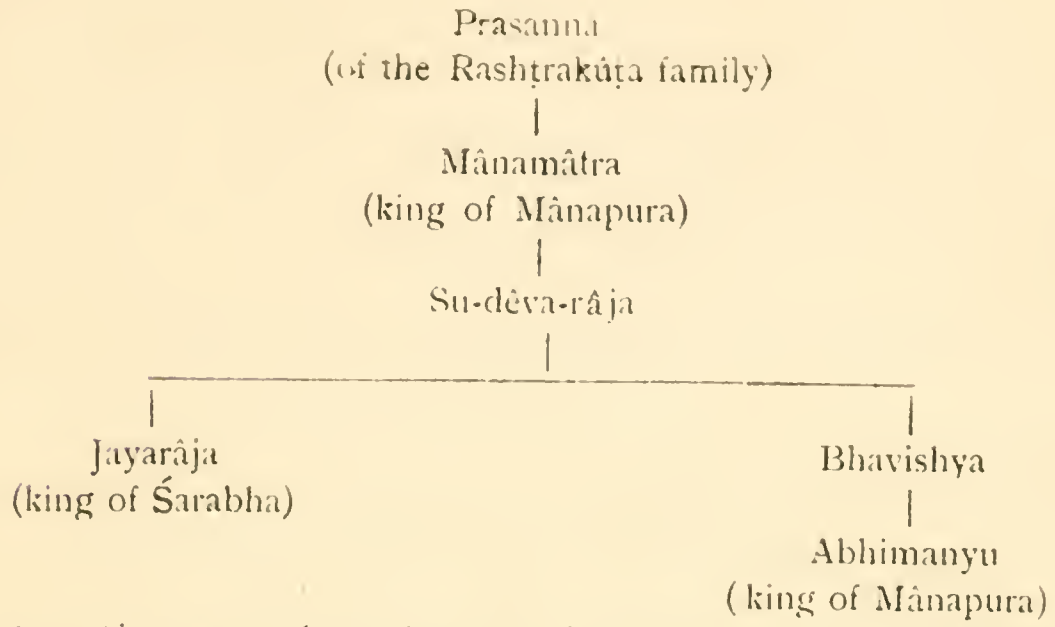 Prasanna
(of the Rashṭrakûṭa family)
Mânamâtra
(king of Mânapura)
Su-dêva-râja
Jayarâja
(king of Śarabha)
Bhavishya
Abhimanyu
(king of Mânapura)